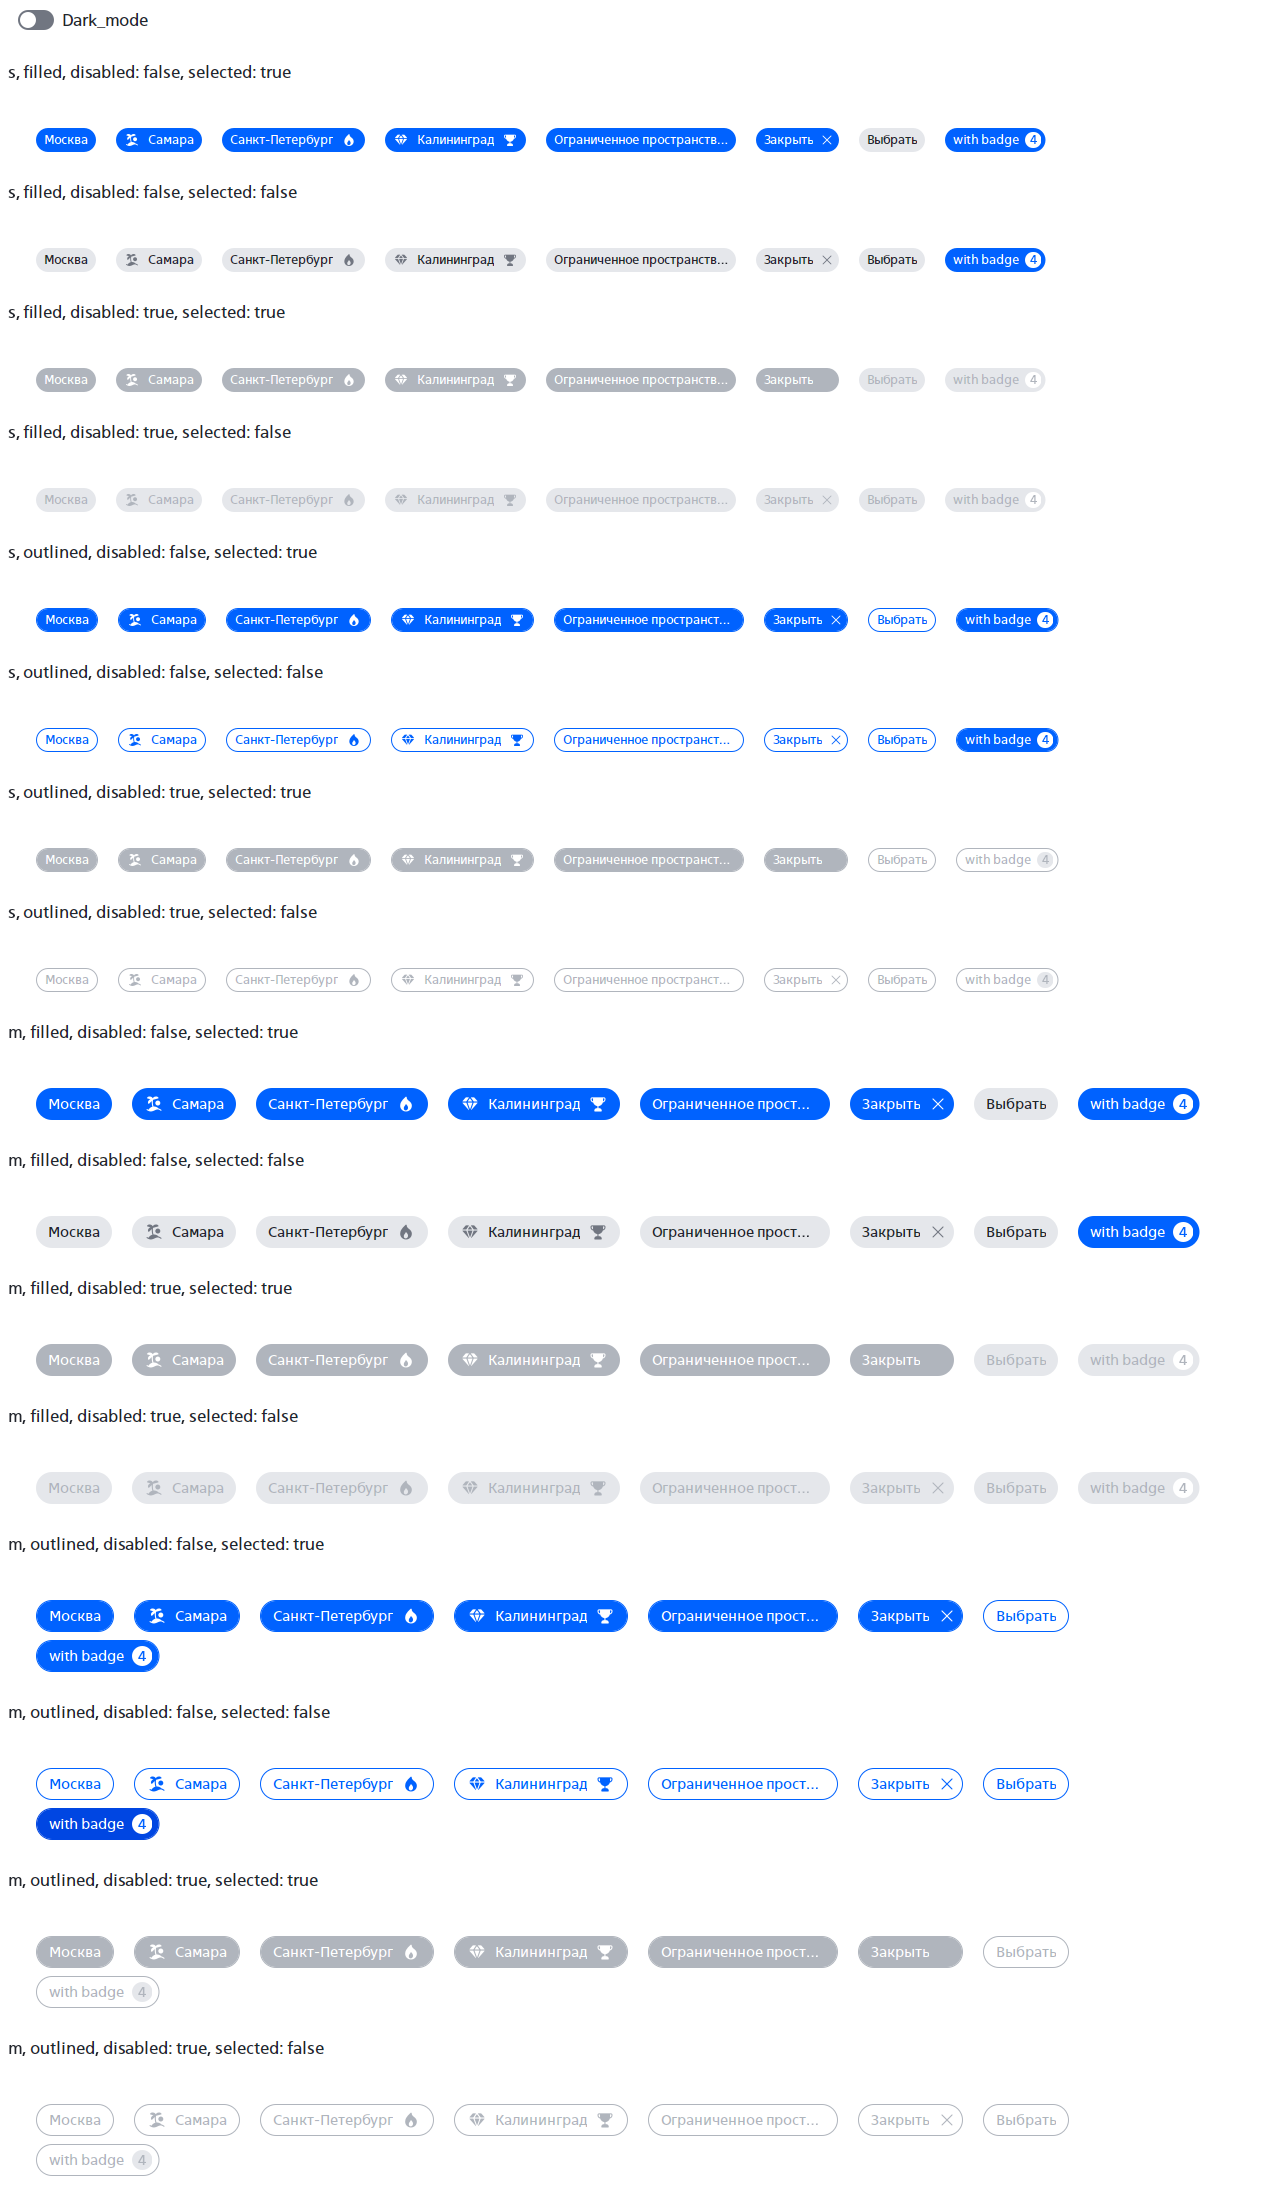 Dark_mode
s, filled, disabled: false, selected: true
Москва Самара Санкт-Петербург Калининград Ограниченное пространств... Закрыть Выбрать with badge 4
s, filled, disabled: false, selected: false
Москва Самара Санкт-Петербург Калининград Ограниченное пространств... Закрыть Выбрать with badge 4
s, filled, disabled: true, selected: true
Москва Самара Санкт-Петербург Калининград Ограниченное пространств... Закрыть Выбрать with badge 4
s, filled, disabled: true, selected: false
Москва Самара Санкт-Петербург Калининград Ограниченное пространств... Закрыть Выбрать with badge 4
s, outlined, disabled: false, selected: true
Москва Самара Санкт-Петербург Калининград Ограниченное пространст... Закрыть Выбрать with badge 4
s, outlined, disabled: false, selected: false
Москва Самара Санкт-Петербург Калининград Ограниченное пространст... Закрыть Выбрать with badge 4
s, outlined, disabled: true, selected: true
Москва Самара Санкт-Петербург Калининград Ограниченное пространст... Закрыть Выбрать with badge 4
s, outlined, disabled: true, selected: false
Москва Самара Санкт-Петербург Калининград Ограниченное пространст... Закрыть Выбрать with badge 4
m, filled, disabled: false, selected: true
Москва Самара Санкт-Петербург Калининград Ограниченное прост... Закрыть Выбрать with badge 4
m, filled, disabled: false, selected: false
Москва Самара Санкт-Петербург Калининград Ограниченное прост... Закрыть Выбрать with badge 4
m, filled, disabled: true, selected: true
Москва Самара Санкт-Петербург Калининград Ограниченное прост... Закрыть Выбрать with badge 4
m, filled, disabled: true, selected: false
Москва Самара Санкт-Петербург Калининград Ограниченное прост... Закрыть Выбрать with badge 4
m, outlined, disabled: false, selected: true
Москва Самара Санкт-Петербург Калининград Ограниченное прост... Закрыть Выбрать
with badge 4
m, outlined, disabled: false, selected: false
Москва Самара Санкт-Петербург Калининград Ограниченное прост... Закрыть Выбрать
with badge 4
m, outlined, disabled: true, selected: true
Москва Самара Санкт-Петербург Калининград Ограниченное прост... Закрыть Выбрать
with badge 4
m, outlined, disabled: true, selected: false
Москва Самара Санкт-Петербург Калининград Ограниченное прост... Закрыть Выбрать
with badge 4